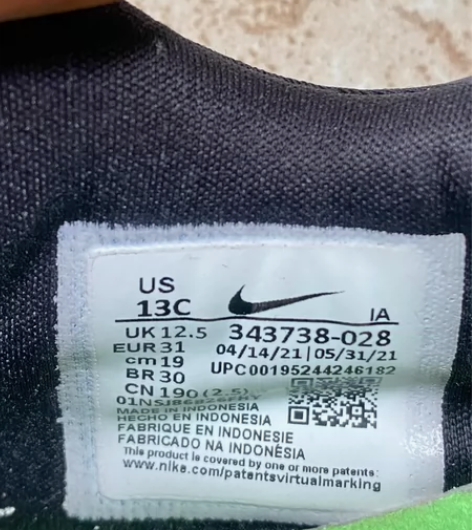 US
13C
IA
UK 12.5
343738-028
EUR 31
04/14/21 | 05/31/21
cm 19
UPC00195244246182
BR 30
CN 190 (2.5)
MADE IN INDONESIA
HECHO EN INDONESIA
FABRIQUE EN INDONESIE
FABRICADO NA INDONÉSIA
This product is covered by one or more patents:
www.nike.com/patentsvirtualmarking